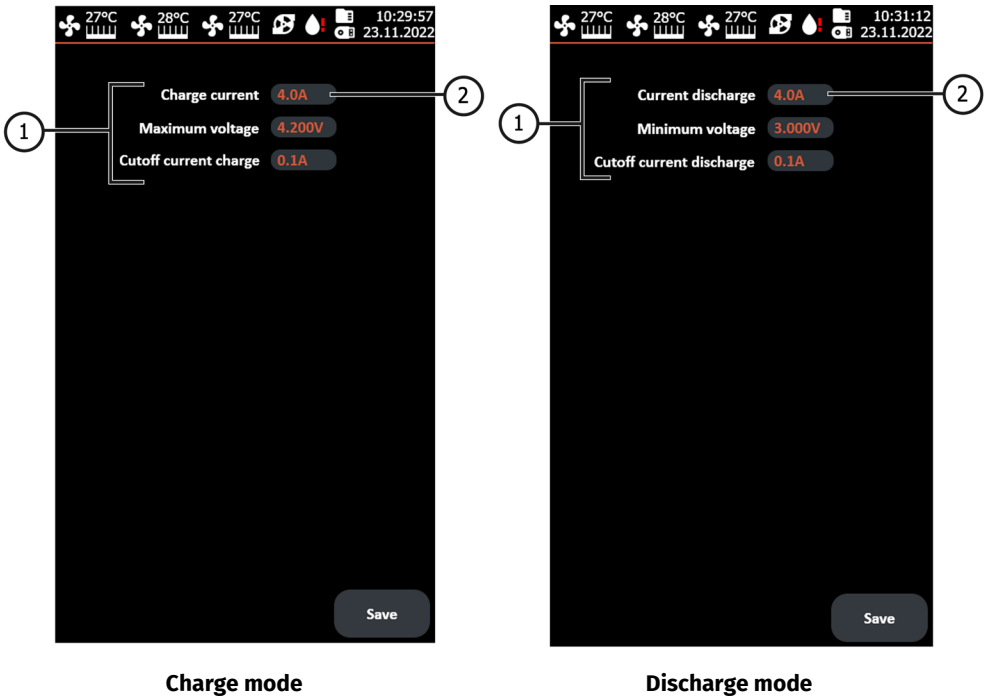 27°C 28°C 27°C ! 10:29:57
23.11.2022
Charge current 4.0A
Maximum voltage 4.200V
Cutoff current charge 0.1A
1
2
Save
Charge mode
27°C 28°C 27°C ! 10:31:12
23.11.2022
Current discharge 4.0A
Minimum voltage 3.000V
Cutoff current discharge 0.1A
1
2
Save
Discharge mode